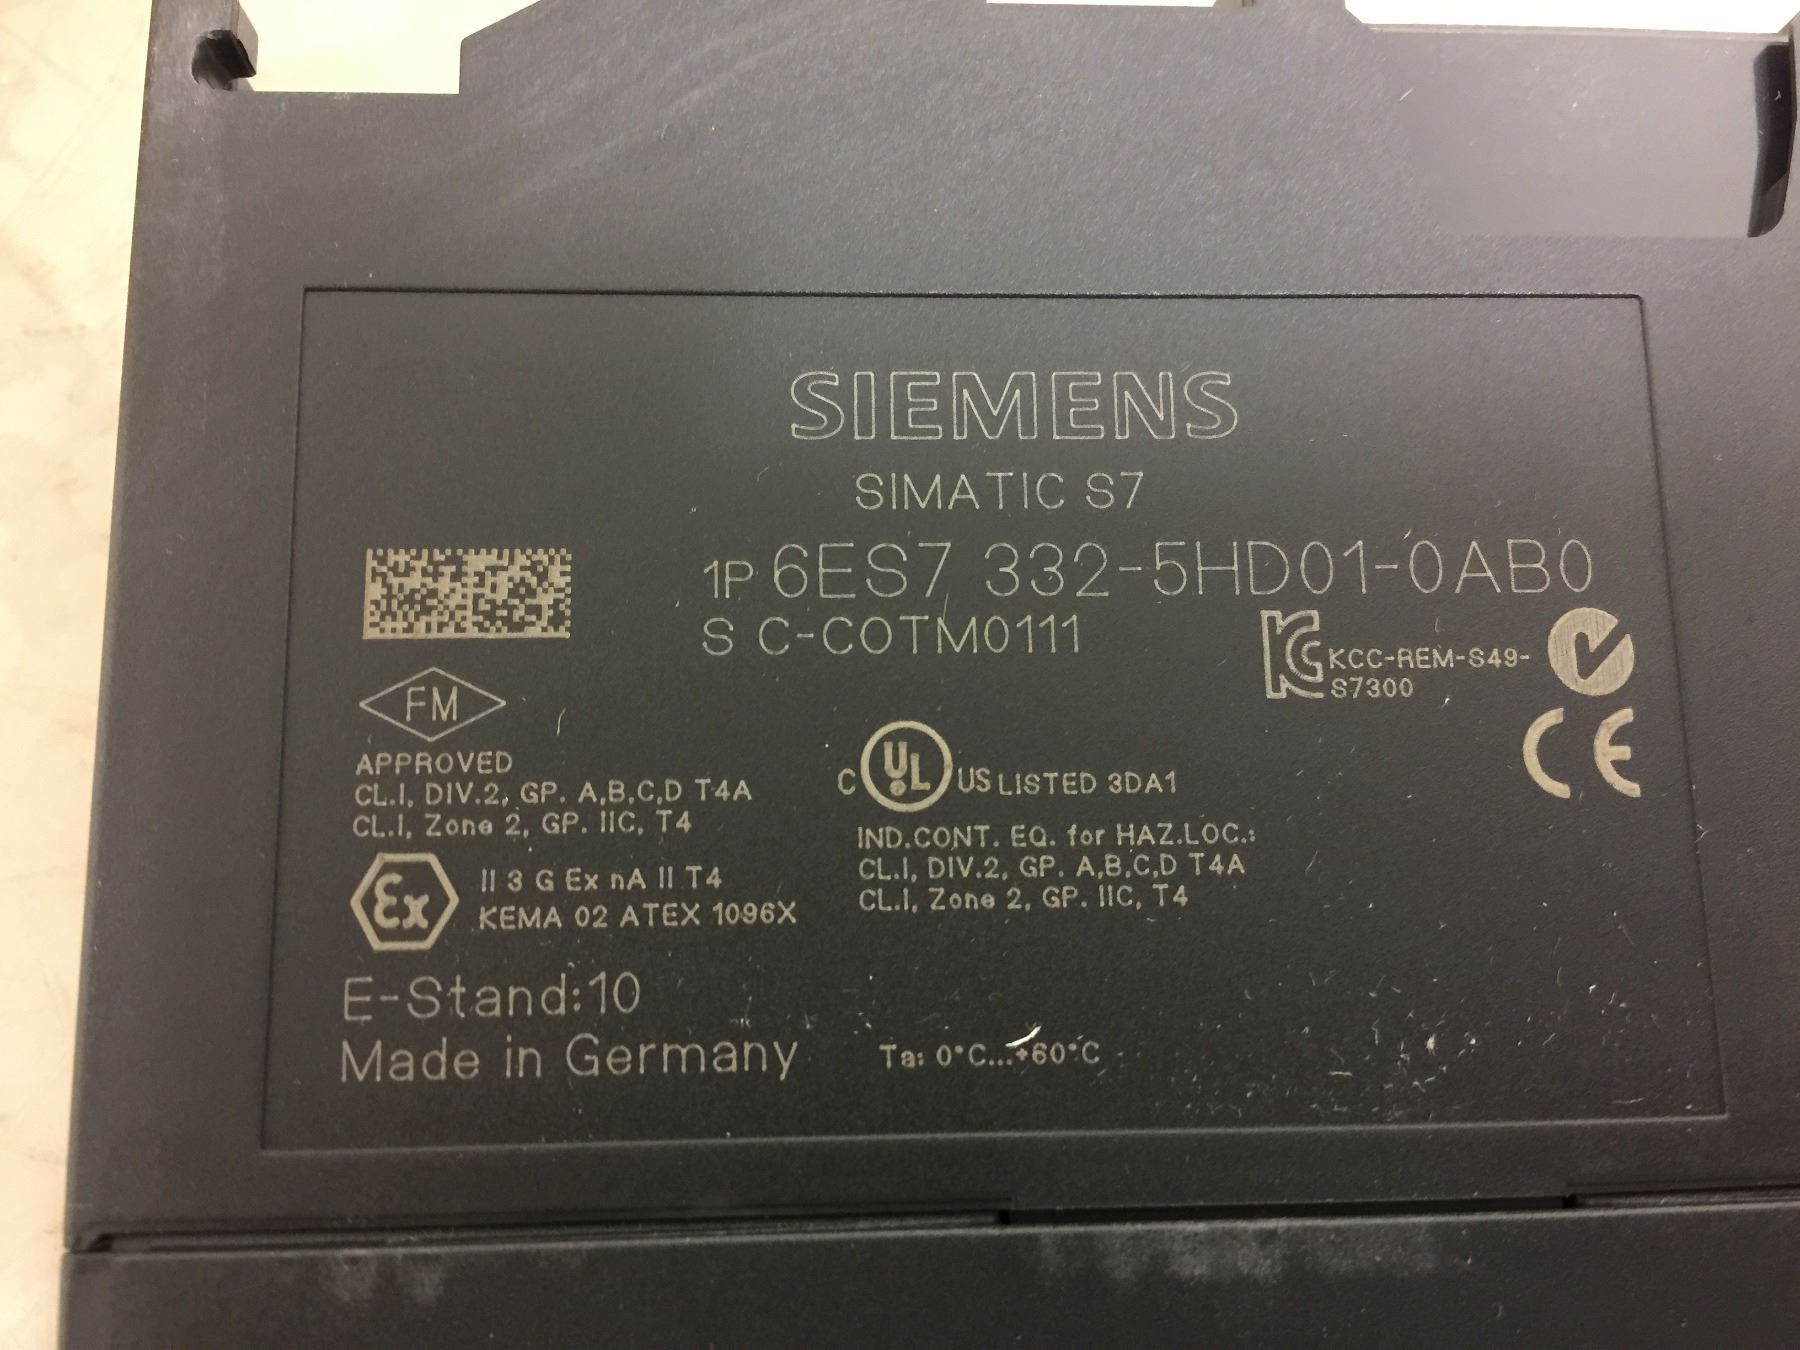 SIEMENS
SIMATIC S7
1P 6ES7 332-5HD01-0AB0
S C-C0TM0111
KCC-REM-S49-
S7300
FM
APPROVED
CL.I, DIV.2, GP. A,B,C,D T4A
CL.I, Zone 2, GP. IIC, T4
C UL US LISTED 3DA1
IND.CONT. EQ. for HAZ.LOC.:
CL.I, DIV.2, GP. A,B,C,D T4A
CL.I, Zone 2, GP. IIC, T4
CE
Ex
II 3 G Ex nA II T4
KEMA 02 ATEX 1096X
E-Stand:10
Made in Germany
Ta: 0°C...+60°C